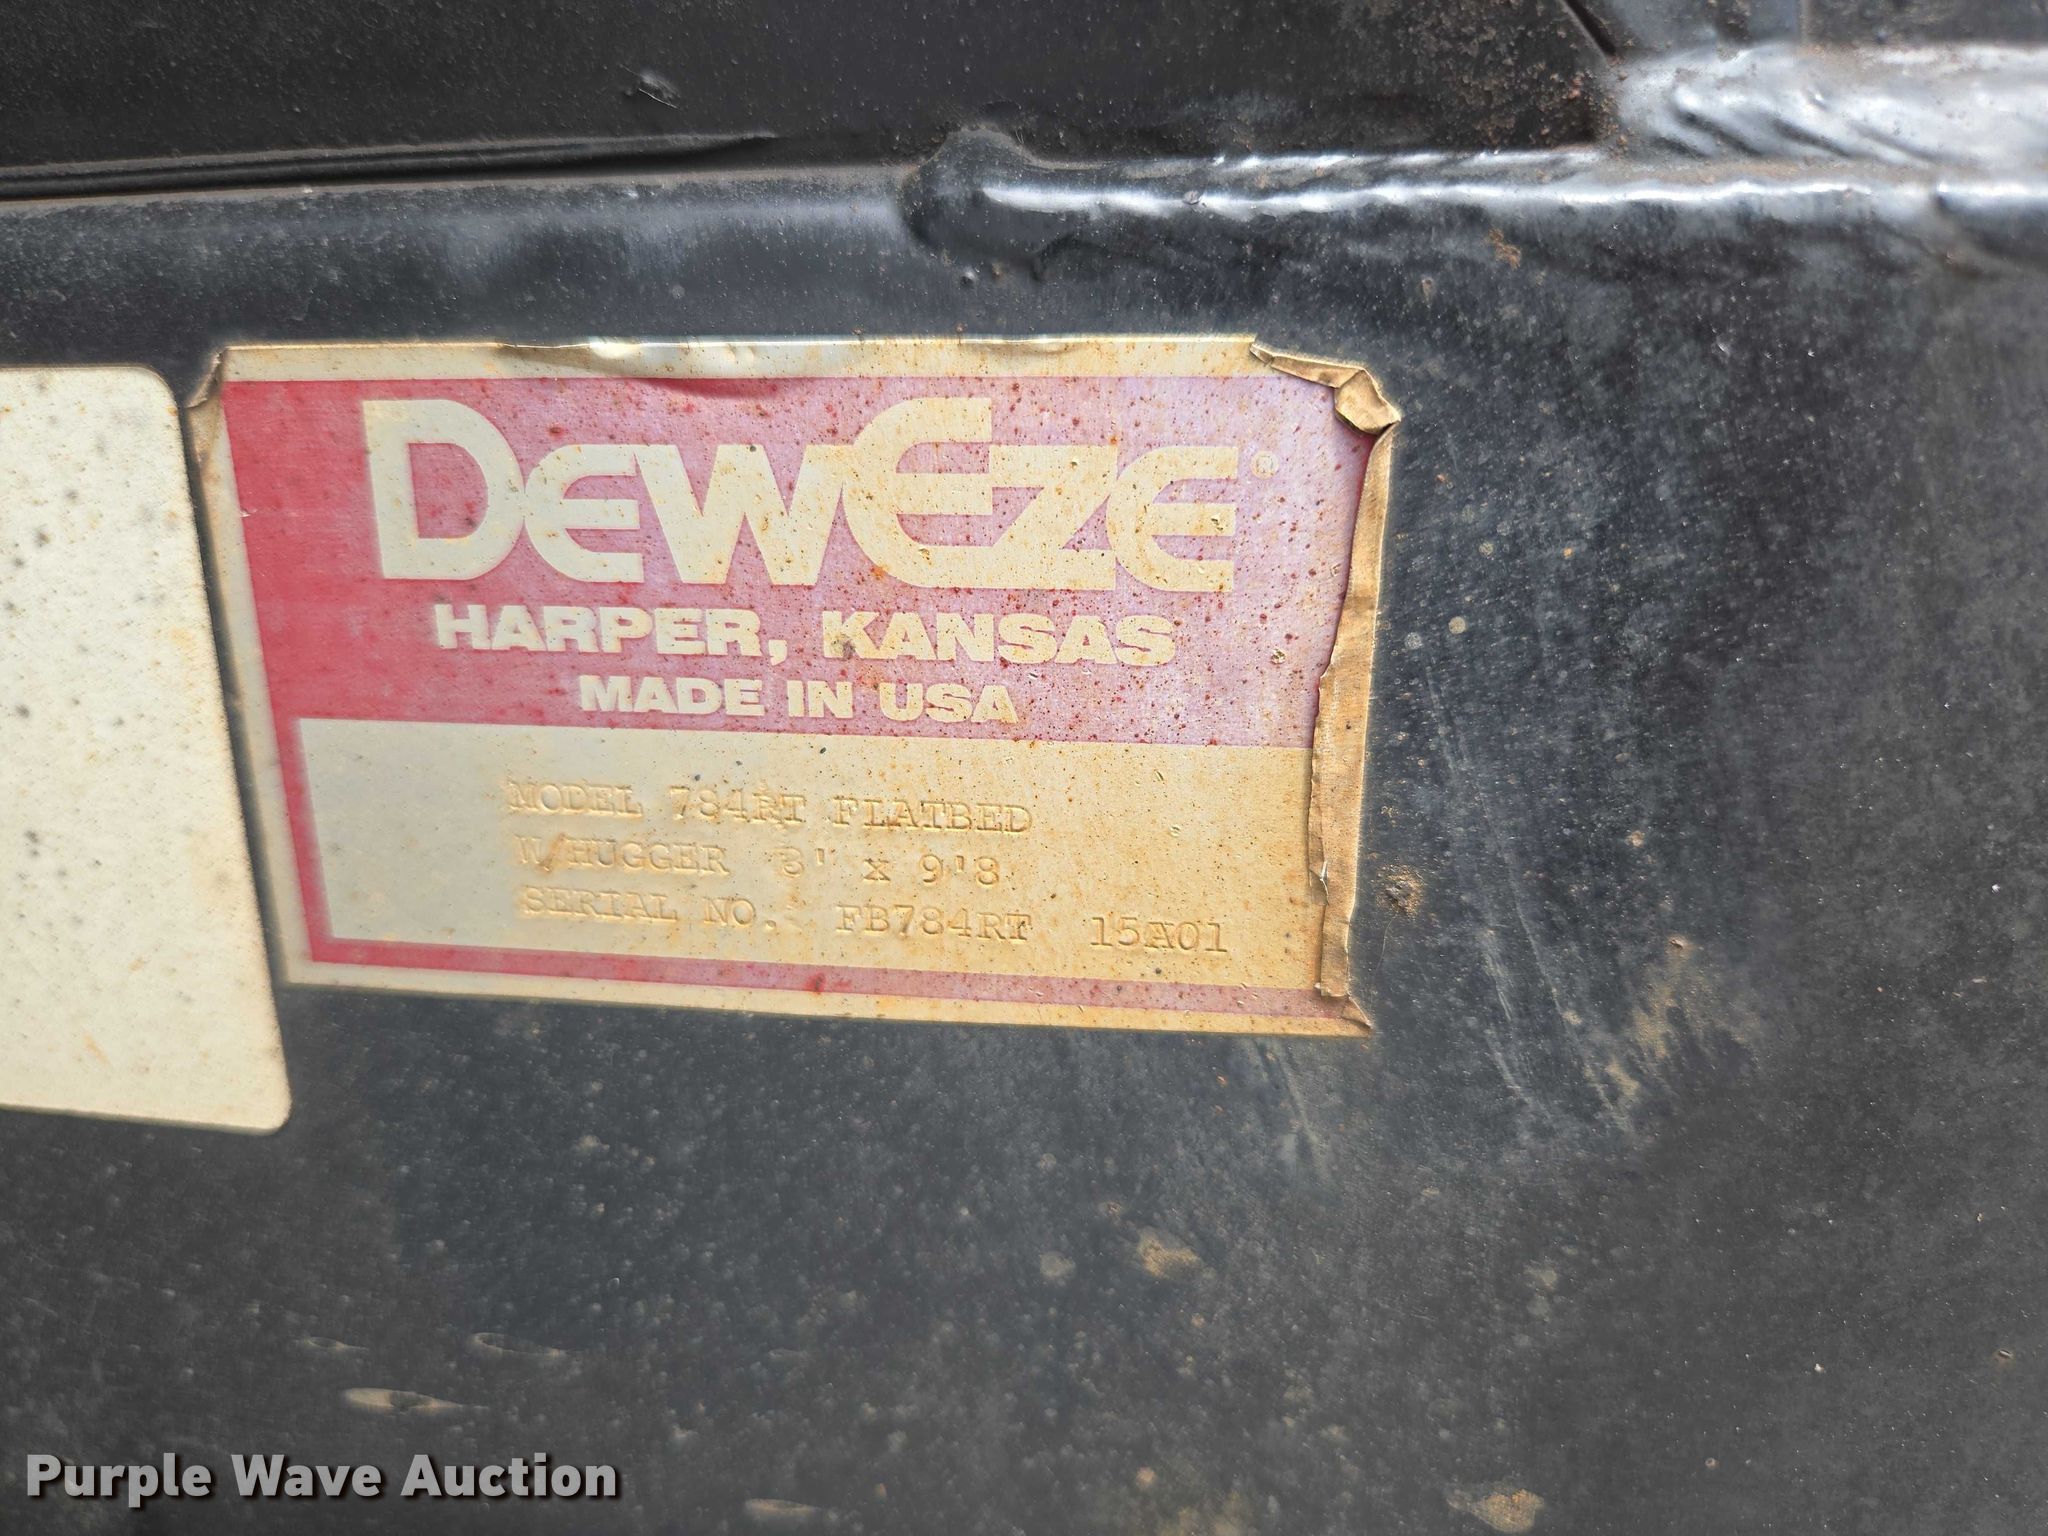 DewEze®
HARPER, KANSAS
MADE IN USA
MODEL 784RT FLATBED
W/HUGGER 8' x 9'8
SERIAL NO. FB784RT 15A01
Purple Wave Auction